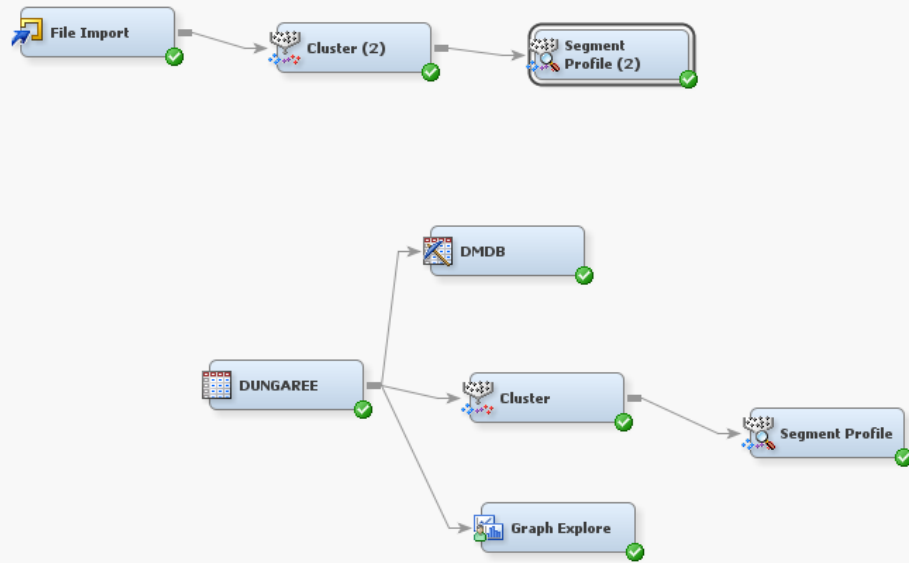 File Import
Cluster (2)
Segment
Profile (2)
DMDB
DUNGAREE
Cluster
Segment Profile
Graph Explore